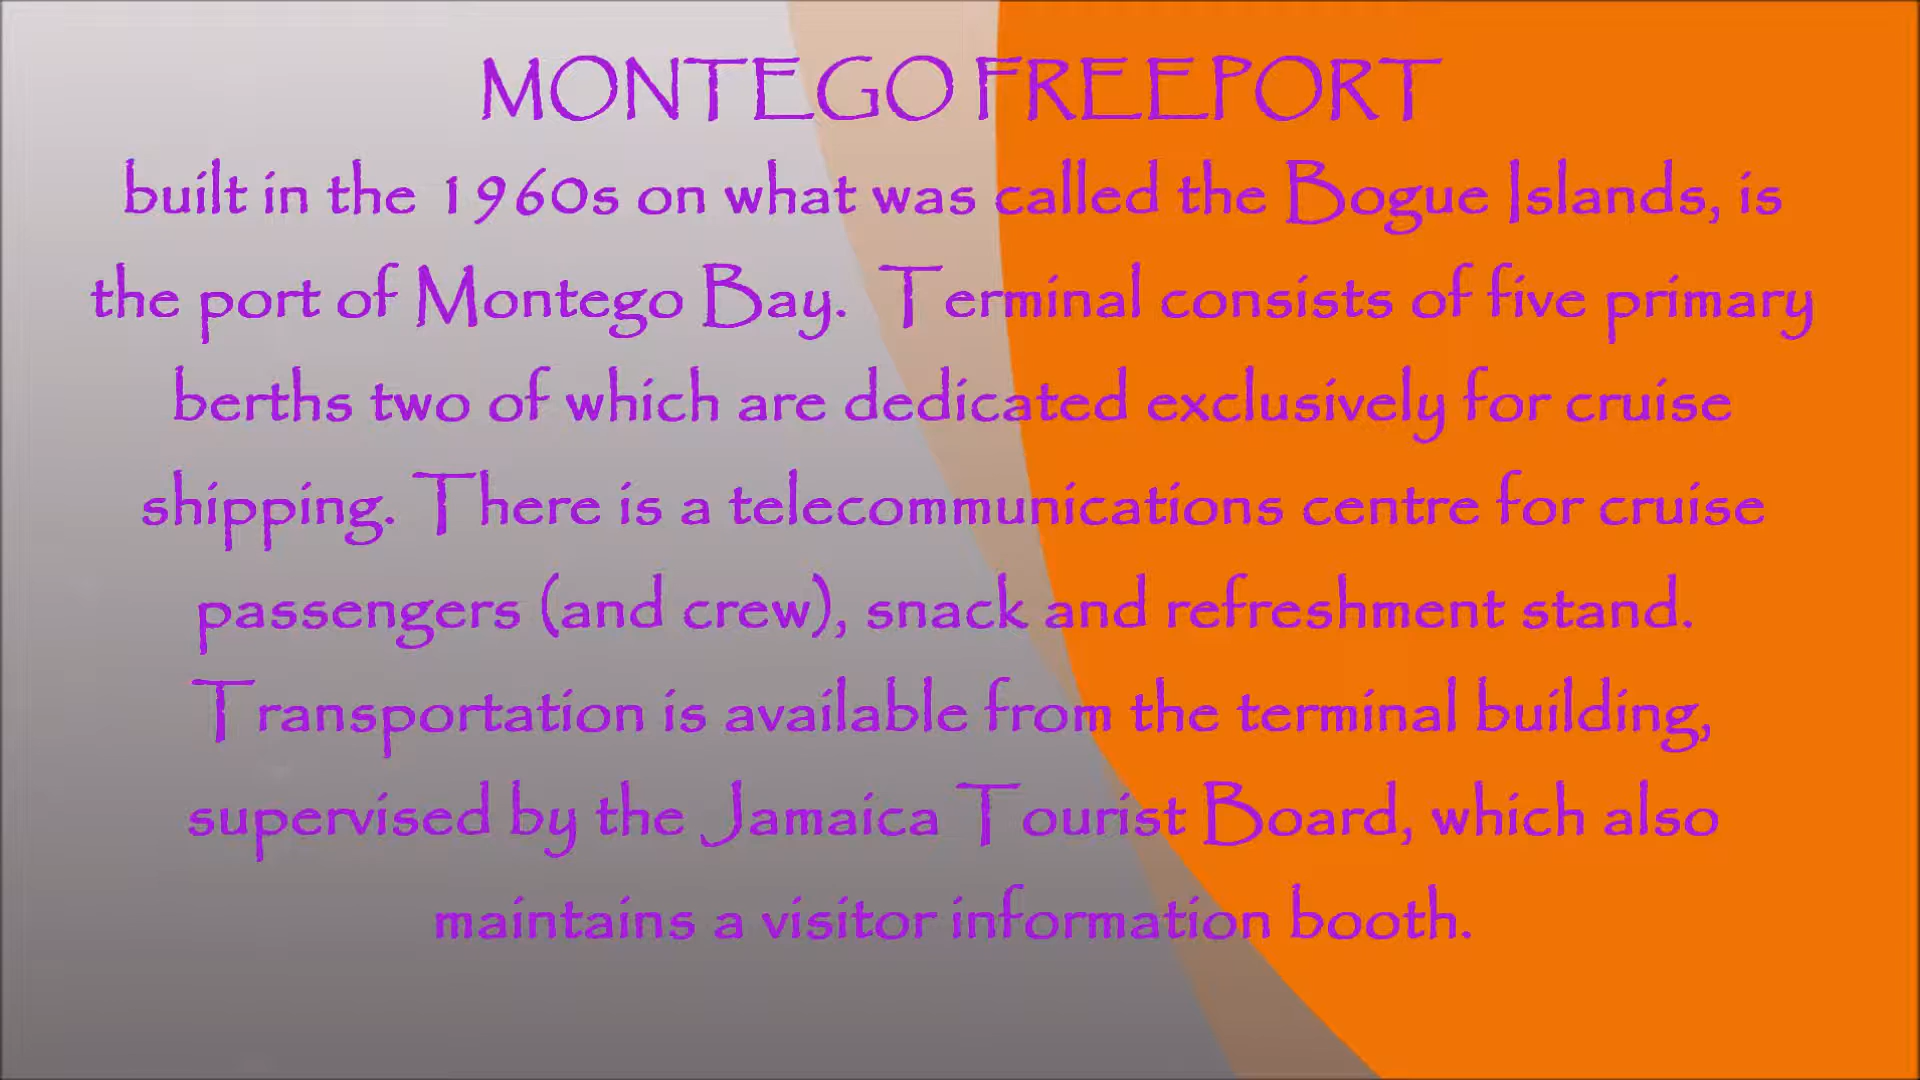 MONTEGO FREEPORT
built in the 1960s on what was called the Bogue Islands, is
the port of Montego Bay. Terminal consists of five primary
berths two of which are dedicated exclusively for cruise
shipping. There is a telecommunications centre for cruise
passengers (and crew), snack and refreshment stand.
Transportation is available from the terminal building,
supervised by the Jamaica Tourist Board, which also
maintains a visitor information booth.